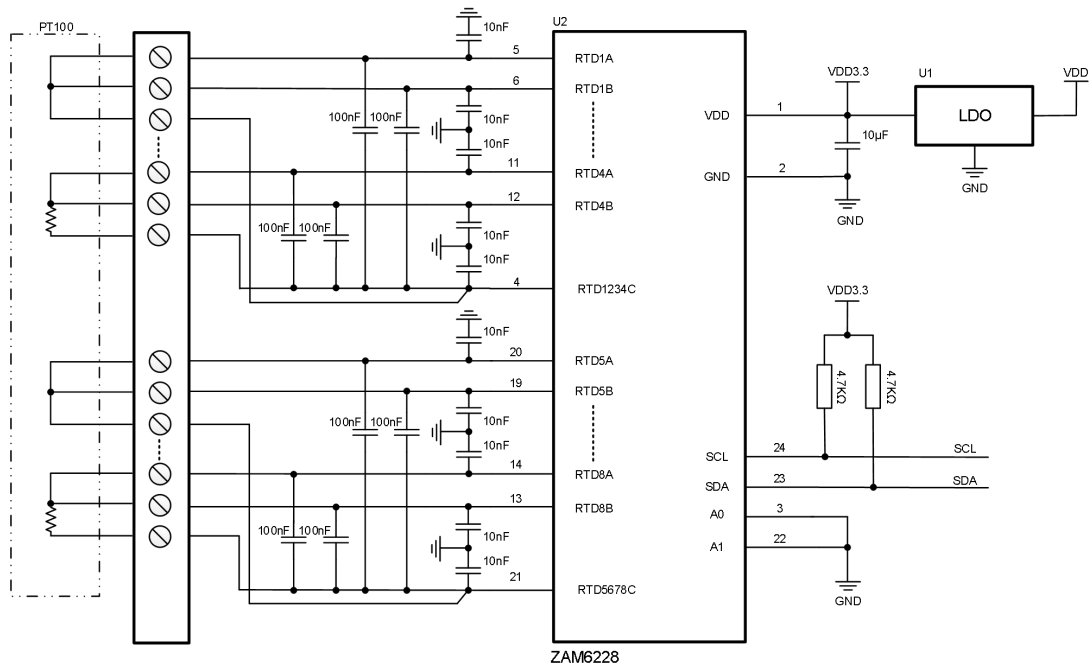 PT100
10nF
U2
5
RTD1A
6
RTD1B
10nF
100nF
100nF
10nF
11
RTD4A
12
RTD4B
100nF
100nF
10nF
10nF
4
RTD1234C
VDD3.3
U1
VDD
VDD
1
LDO
10μF
GND
2
GND
GND
10nF
20
RTD5A
19
RTD5B
100nF
100nF
10nF
10nF
14
RTD8A
13
RTD8B
100nF
100nF
10nF
10nF
21
RTD5678C
VDD3.3
4.7KΩ
4.7KΩ
SCL
24
SCL
SDA
23
SDA
A0
3
A1
22
GND
ZAM6228